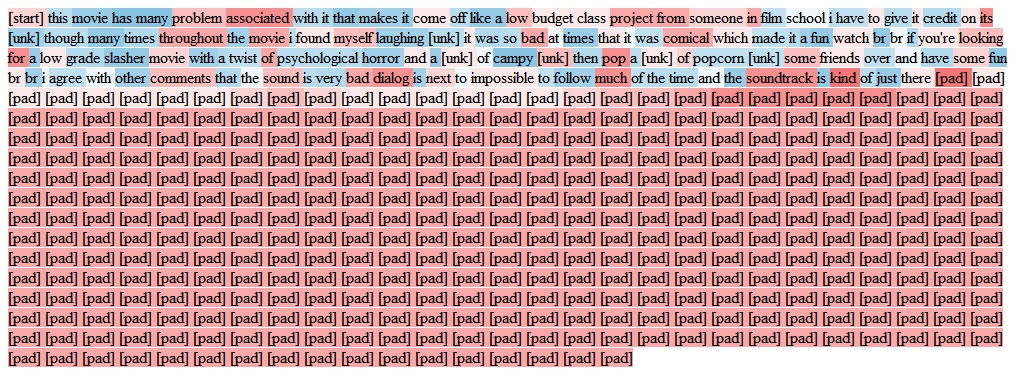 [start] this movie has many problem associated with it that makes it come off like a low budget class project from someone in film school i have to give it credit on its
[unk] though many times throughout the movie i found myself laughing [unk] it was so bad at times that it was comical which made it a fun watch br br if you're looking
for a low grade slasher movie with a twist of psychological horror and a [unk] of campy [unk] then pop a [unk] of popcorn [unk] some friends over and have some fun
br br i agree with other comments that the sound is very bad dialog is next to impossible to follow much of the time and the soundtrack is kind of just there [pad] [pad]
[pad] [pad] [pad] [pad] [pad] [pad] [pad] [pad] [pad] [pad] [pad] [pad] [pad] [pad] [pad] [pad] [pad] [pad] [pad] [pad] [pad] [pad] [pad] [pad] [pad] [pad] [pad]
[pad] [pad] [pad] [pad] [pad] [pad] [pad] [pad] [pad] [pad] [pad] [pad] [pad] [pad] [pad] [pad] [pad] [pad] [pad] [pad] [pad] [pad] [pad] [pad] [pad] [pad] [pad]
[pad] [pad] [pad] [pad] [pad] [pad] [pad] [pad] [pad] [pad] [pad] [pad] [pad] [pad] [pad] [pad] [pad] [pad] [pad] [pad] [pad] [pad] [pad] [pad] [pad] [pad] [pad]
[pad] [pad] [pad] [pad] [pad] [pad] [pad] [pad] [pad] [pad] [pad] [pad] [pad] [pad] [pad] [pad] [pad] [pad] [pad] [pad] [pad] [pad] [pad] [pad] [pad] [pad] [pad]
[pad] [pad] [pad] [pad] [pad] [pad] [pad] [pad] [pad] [pad] [pad] [pad] [pad] [pad] [pad] [pad] [pad] [pad] [pad] [pad] [pad] [pad] [pad] [pad] [pad] [pad] [pad]
[pad] [pad] [pad] [pad] [pad] [pad] [pad] [pad] [pad] [pad] [pad] [pad] [pad] [pad] [pad] [pad] [pad] [pad] [pad] [pad] [pad] [pad] [pad] [pad] [pad] [pad] [pad]
[pad] [pad] [pad] [pad] [pad] [pad] [pad] [pad] [pad] [pad] [pad] [pad] [pad] [pad] [pad] [pad] [pad] [pad] [pad] [pad] [pad] [pad] [pad] [pad] [pad] [pad] [pad]
[pad] [pad] [pad] [pad] [pad] [pad] [pad] [pad] [pad] [pad] [pad] [pad] [pad] [pad] [pad] [pad] [pad] [pad] [pad] [pad] [pad] [pad] [pad] [pad] [pad] [pad] [pad]
[pad] [pad] [pad] [pad] [pad] [pad] [pad] [pad] [pad] [pad] [pad] [pad] [pad] [pad] [pad] [pad] [pad] [pad] [pad] [pad] [pad] [pad] [pad] [pad] [pad] [pad] [pad]
[pad] [pad] [pad] [pad] [pad] [pad] [pad] [pad] [pad] [pad] [pad] [pad] [pad] [pad] [pad] [pad] [pad] [pad] [pad] [pad] [pad] [pad] [pad] [pad] [pad] [pad] [pad]
[pad] [pad] [pad] [pad] [pad] [pad] [pad] [pad] [pad] [pad] [pad] [pad] [pad] [pad] [pad] [pad] [pad] [pad] [pad] [pad] [pad] [pad] [pad] [pad] [pad] [pad] [pad]
[pad] [pad] [pad] [pad] [pad] [pad] [pad] [pad] [pad] [pad] [pad] [pad] [pad] [pad] [pad] [pad] [pad] [pad] [pad] [pad] [pad] [pad] [pad] [pad] [pad] [pad] [pad]
[pad] [pad] [pad] [pad] [pad] [pad] [pad] [pad] [pad] [pad] [pad] [pad] [pad] [pad] [pad] [pad] [pad] [pad] [pad] [pad] [pad] [pad] [pad] [pad] [pad] [pad] [pad]
[pad] [pad] [pad] [pad] [pad] [pad] [pad] [pad] [pad] [pad] [pad] [pad] [pad] [pad] [pad] [pad] [pad]